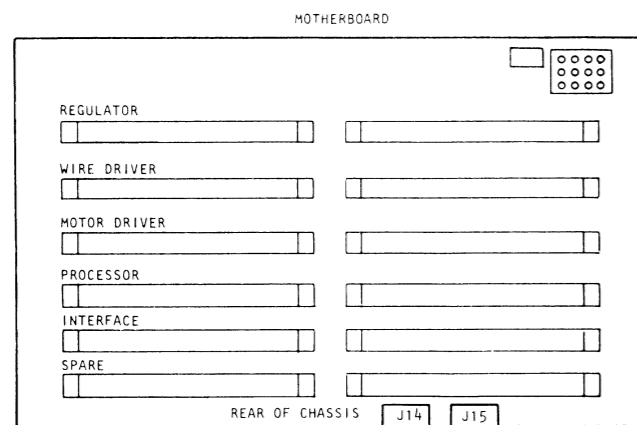 MOTHERBOARD
REGULATOR
WIRE DRIVER
MOTOR DRIVER
PROCESSOR
INTERFACE
SPARE
REAR OF CHASSIS J14 J15